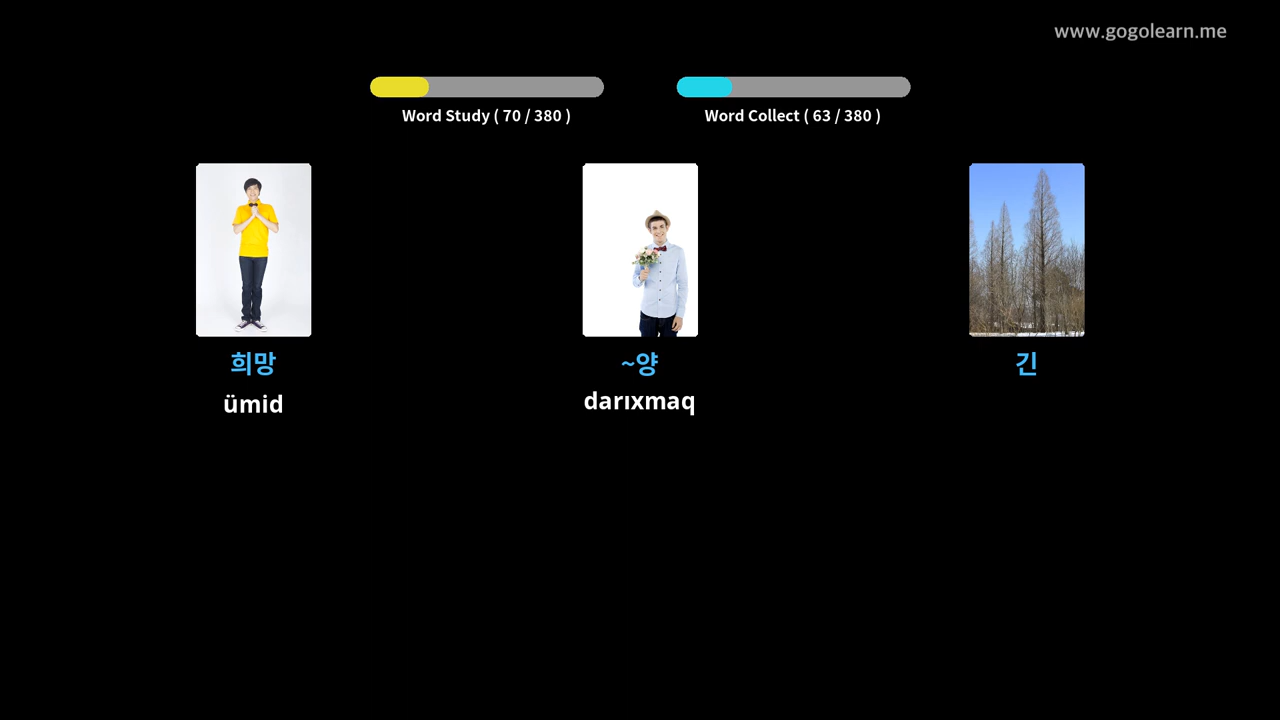 www.gogolearn.me
Word Study ( 70 / 380 )
Word Collect ( 63 / 380 )
희망
~양
긴
ümid
darıxmaq